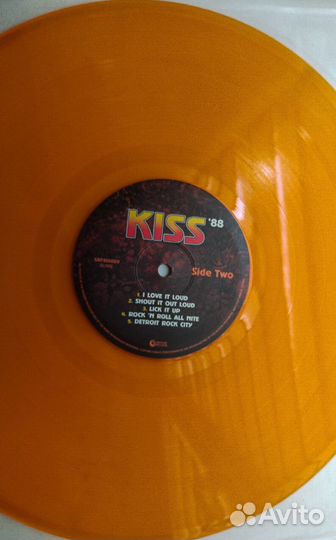 KISS '88
Side Two
1. I LOVE IT LOUD
2. SHOUT IT OUT LOUD
3. LICK IT UP
4. ROCK 'N ROLL ALL NITE
5. DETROIT ROCK CITY
Avito